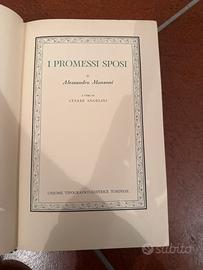 I PROMESSI SPOSI
DI
Alessandro Manzoni
A CURA DI
CESARE ANGELINI
UNIONE TIPOGRAFICO-EDITRICE TORINESE
subito